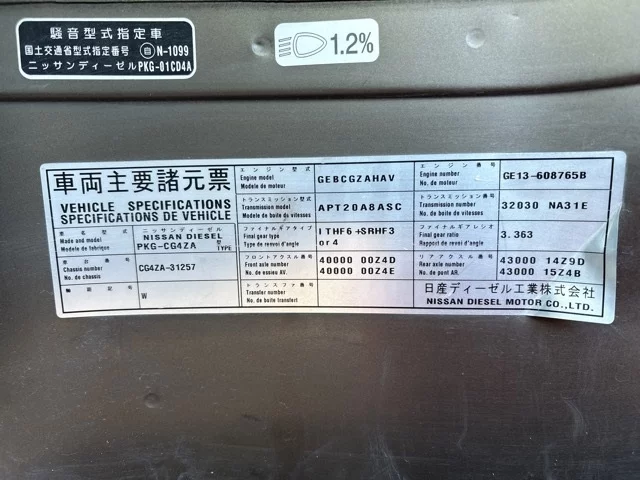 騒音型式指定車
国土交通省型式指定番号 自 N-1099
ニッサンディーゼル PKG-01CD4A
1.2%
車両主要諸元票
VEHICLE SPECIFICATIONS
SPECIFICATIONS DE VEHICLE
車名型式 ニッサンディーゼル
Made and model NISSAN DIESEL
Modele de fabrique PKG-CG4ZA 型 TYPE
車台番号
Chassis number CG4ZA-31257
No. de chassis
W
エンジン型式
Engine model GEBCGZAHAV
Modele de moteur
トランスミッション型式
Transmission model APT20A8ASC
Modele de boite de vitesses
ファイナルギアタイプ
Final gear type 1THF6+SRHF3
Type de renvoi d'angle or4
フロントアクスル番号
Front axle number 40000 00Z4D
No. de essieu AV. 40000 00Z4E
トランスファ番号
Transfer number
No. de boite transfert
エンジン番号
Engine number GE13-608765B
No. de moteur
トランスミッション番号
Transmission number 32030 NA31E
No. de boite de vitesses
ファイナルギアレシオ
Final gear ratio 3.363
Rapport de renvoi d'angle
リアアクスル番号
Rear axle number 43000 14Z9D
No. de pont AR. 43000 15Z4B
日産ディーゼル工業株式会社
NISSAN DIESEL MOTOR CO.,LTD.